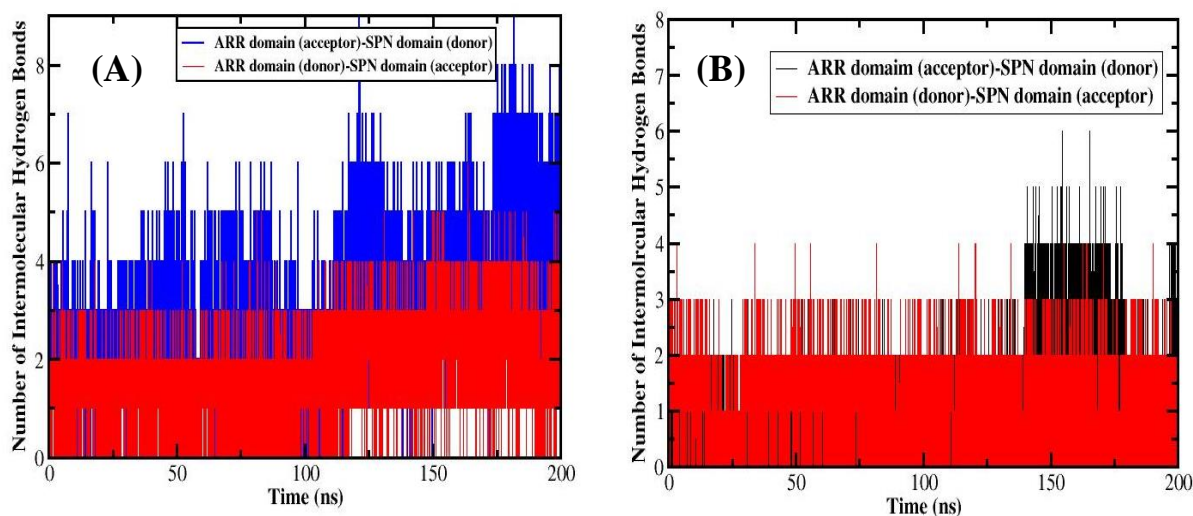 (A)
ARR domain (acceptor)-SPN domain (donor)
ARR domain (donor)-SPN domain (acceptor)
Number of Intermolecular Hydrogen Bonds
8
6
4
2
0
0 50 100 150 200
Time (ns)
(B)
ARR domaim (acceptor)-SPN domain (donor)
ARR domain (donor)-SPN domain (acceptor)
Number of Intermolrcular Hydrogen Bonds
8
7
6
5
4
3
2
1
0
0 50 100 150 200
Time (ns)